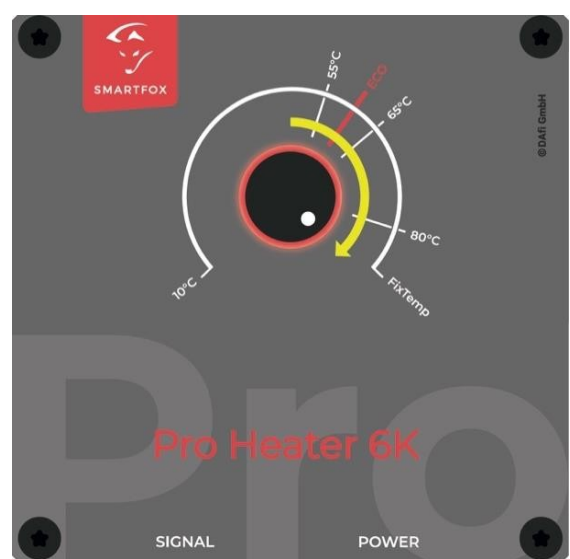 SMARTFOX
©DAfi GmbH
10°C
55°C
ECO
65°C
80°C
FixTemp
Pro
Pro Heater 6K
SIGNAL
POWER